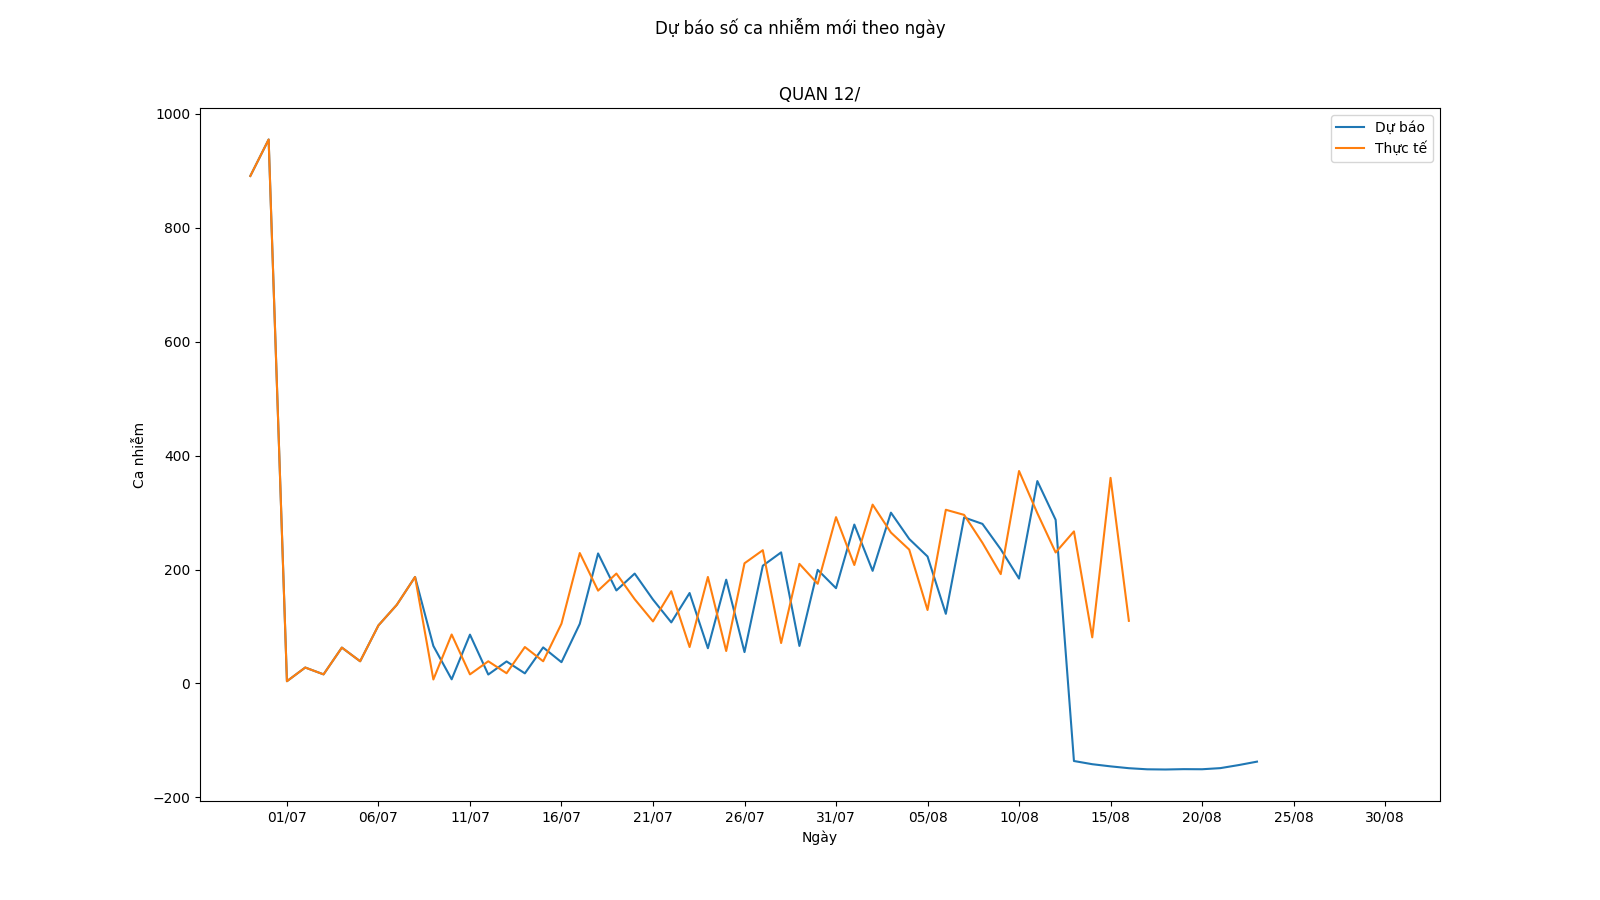 Dự báo số ca nhiễm mới theo ngày
QUAN 12/
1000
800
600
400
200
0
−200
Ca nhiễm
Dự báo
Thực tế
01/07 06/07 11/07 16/07 21/07 26/07 31/07 05/08 10/08 15/08 20/08 25/08 30/08
Ngày